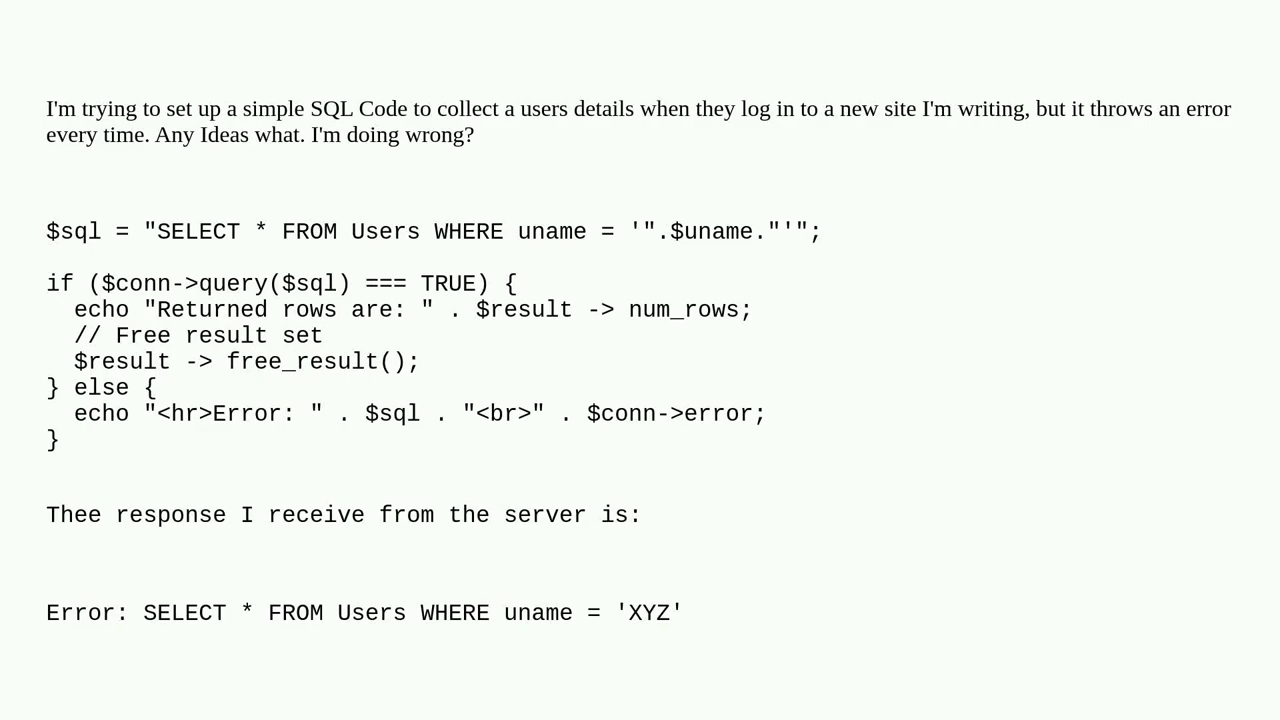 I'm trying to set up a simple SQL Code to collect a users details when they log in to a new site I'm writing, but it throws an error
every time. Any Ideas what. I'm doing wrong?
$sql = "SELECT * FROM Users WHERE uname = '".$uname."'";
if ($conn->query($sql) === TRUE) {
  echo "Returned rows are: " . $result -> num_rows;
  // Free result set
  $result -> free_result();
} else {
  echo "<hr>Error: " . $sql . "<br>" . $conn->error;
}
Thee response I receive from the server is:
Error: SELECT * FROM Users WHERE uname = 'XYZ'